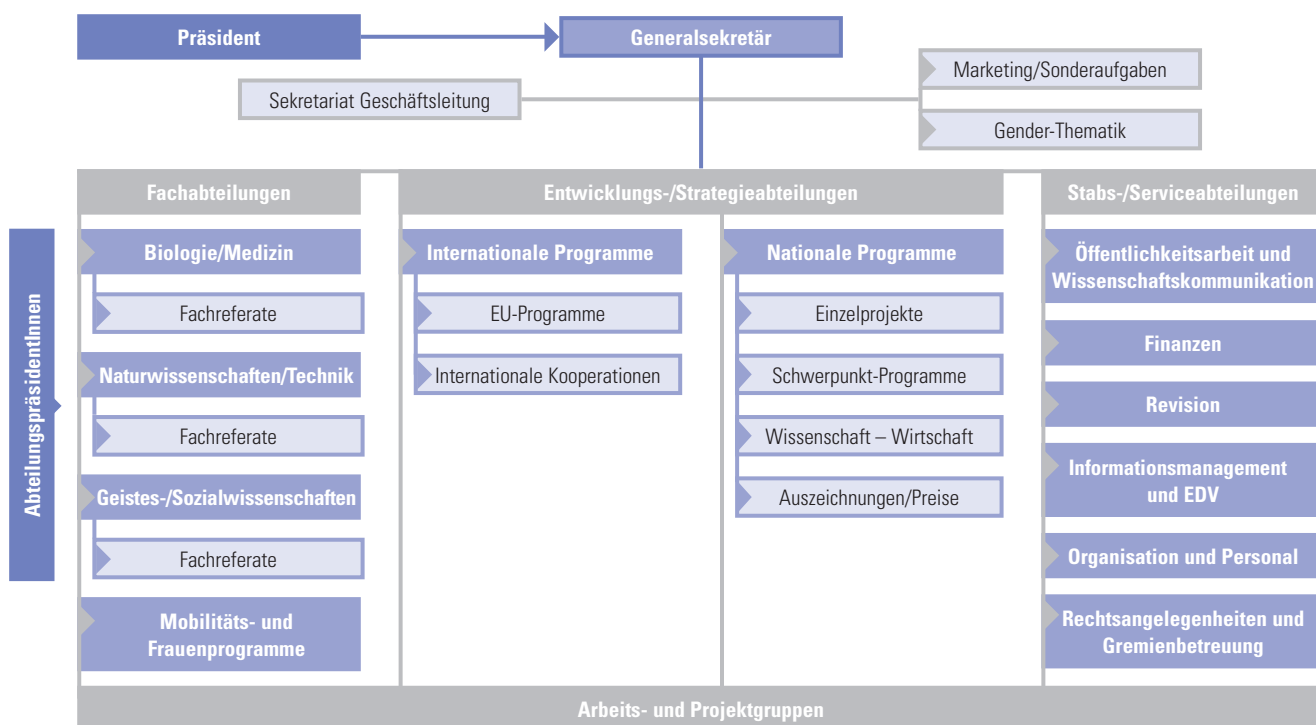 Präsident
Generalsekretär
Marketing/Sonderaufgaben
Sekretariat Geschäftsleitung
Gender-Thematik
Fachabteilungen
Entwicklungs-/Strategieabteilungen
Stabs-/Serviceabteilungen
AbteilungspräsidentInnen
Biologie/Medizin
Fachreferate
Naturwissenschaften/Technik
Fachreferate
Geistes-/Sozialwissenschaften
Fachreferate
Mobilitäts- und
Frauenprogramme
Internationale Programme
EU-Programme
Internationale Kooperationen
Nationale Programme
Einzelprojekte
Schwerpunkt-Programme
Wissenschaft – Wirtschaft
Auszeichnungen/Preise
Öffentlichkeitsarbeit und
Wissenschaftskommunikation
Finanzen
Revision
Informationsmanagement
und EDV
Organisation und Personal
Rechtsangelegenheiten und
Gremienbetreuung
Arbeits- und Projektgruppen